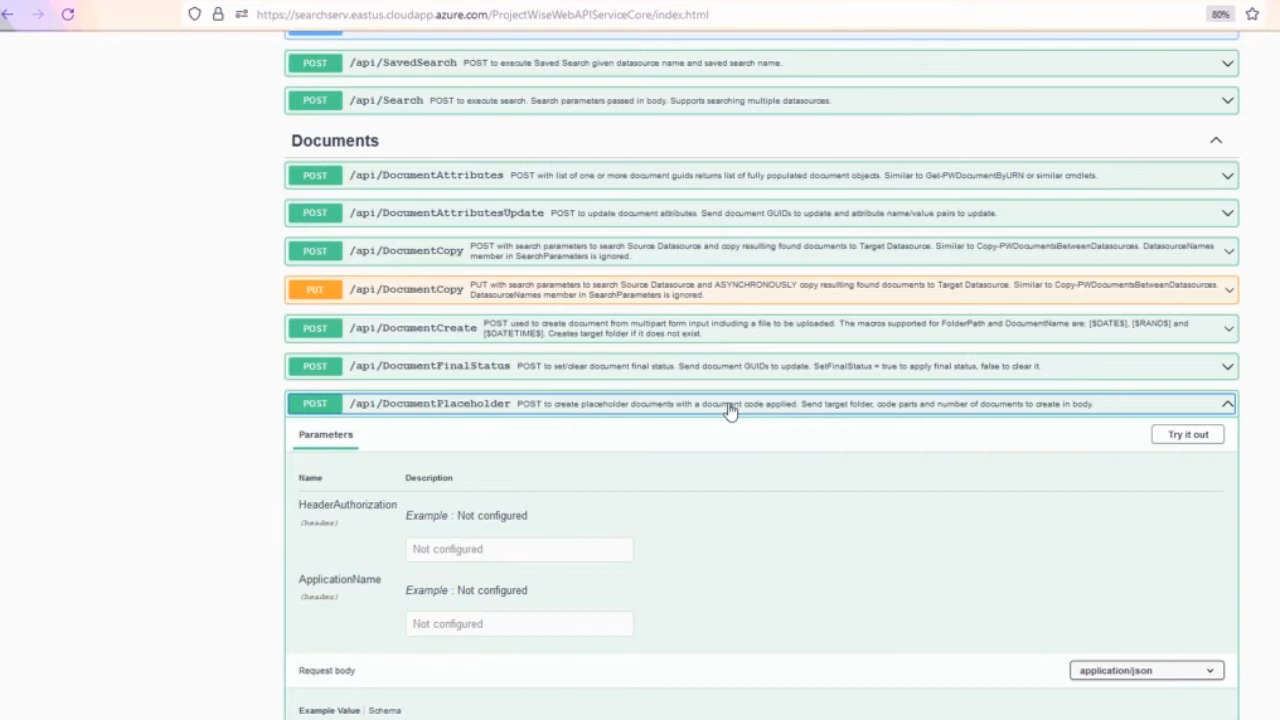 https://searchserv.eastus.cloudapp.azure.com/ProjectWiseWebAPIServiceCore/index.html
80%
POST /api/SavedSearch POST to execute Saved Search given datasource name and saved search name.
POST /api/Search POST to execute search. Search parameters passed in body. Supports searching multiple datasources.
Documents
POST /api/DocumentAttributes POST with list of one or more document guids returns list of fully populated document objects. Similar to Get-PWDocumentByURN or similar cmdlets.
POST /api/DocumentAttributesUpdate POST to update document attributes. Send document GUIDs to update and attribute name/value pairs to update.
POST /api/DocumentCopy POST with search parameters to search Source Datasource and copy resulting found documents to Target Datasource. Similar to Copy-PWDocumentsBetweenDatasources. DatasourceNames
member in SearchParameters is ignored.
PUT /api/DocumentCopy PUT with search parameters to search Source Datasource and ASYNCHRONOUSLY copy resulting found documents to Target Datasource. Similar to Copy-PWDocumentsBetweenDatasources.
DatasourceNames member in SearchParameters is ignored.
POST /api/DocumentCreate POST used to create document from multipart form input including a file to be uploaded. The macros supported for FolderPath and DocumentName are: [$DATE$], [$RAND$] and
[$DATETIME$]. Creates target folder if it does not exist.
POST /api/DocumentFinalStatus POST to set/clear document final status. Send document GUIDs to update. SetFinalStatus = true to apply final status, false to clear it
POST /api/DocumentPlaceholder POST to create placeholder documents with a document code applied. Send target folder, code parts and number of documents to create in body.
Parameters
Try it out
Name Description
HeaderAuthorization
(header)
Example : Not configured
Not configured
ApplicationName
(header)
Example : Not configured
Not configured
Request body
application/json
Example Value Schema